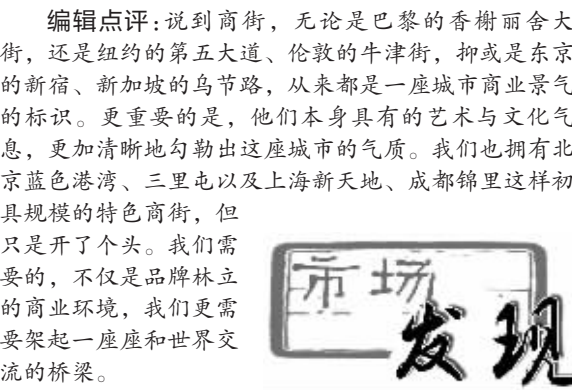 编辑点评:说到商街，无论是巴黎的香榭丽舍大
街，还是纽约的第五大道、伦敦的牛津街，抑或是东京
的新宿、新加坡的乌节路，从来都是一座城市商业景气
的标识。更重要的是，他们本身具有的艺术与文化气
息，更加清晰地勾勒出这座城市的气质。我们也拥有北
京蓝色港湾、三里屯以及上海新天地、成都锦里这样初
具规模的特色商街，但
只是开了个头。我们需
要的，不仅是品牌林立
的商业环境，我们更需
要架起一座座和世界交
流的桥梁。
市场
发现